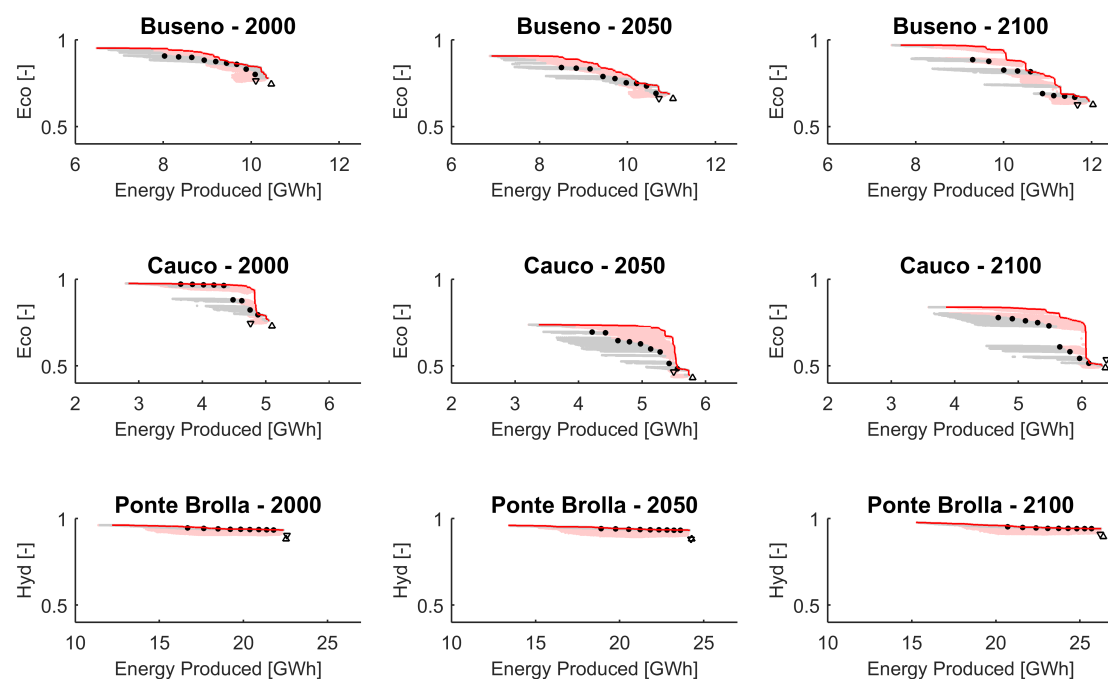 Buseno - 2000
Buseno - 2050
Buseno - 2100
1
0.5
Eco [-]
6 8 10 12
Energy Produced [GWh]
1
0.5
Eco [-]
6 8 10 12
Energy Produced [GWh]
1
0.5
Eco [-]
6 8 10 12
Energy Produced [GWh]
Cauco - 2000
Cauco - 2050
Cauco - 2100
1
0.5
Eco [-]
2 3 4 5 6
Energy Produced [GWh]
1
0.5
Eco [-]
2 3 4 5 6
Energy Produced [GWh]
1
0.5
Eco [-]
2 3 4 5 6
Energy Produced [GWh]
Ponte Brolla - 2000
Ponte Brolla - 2050
Ponte Brolla - 2100
1
0.5
Hyd [-]
10 15 20 25
Energy Produced [GWh]
1
0.5
Hyd [-]
10 15 20 25
Energy Produced [GWh]
1
0.5
Hyd [-]
10 15 20 25
Energy Produced [GWh]